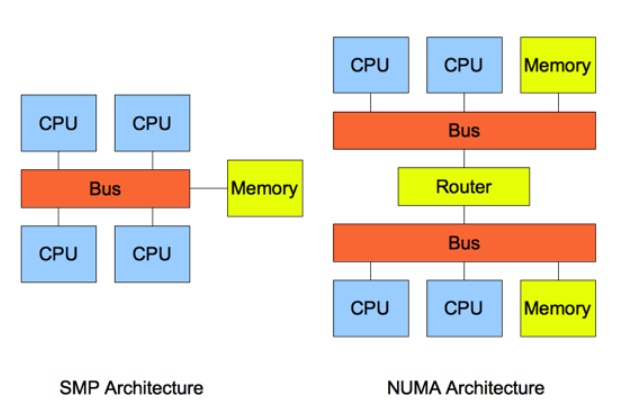 CPU
CPU
Bus
Memory
CPU
CPU
SMP Architecture
CPU
CPU
Memory
Bus
Router
Bus
CPU
CPU
Memory
NUMA Architecture